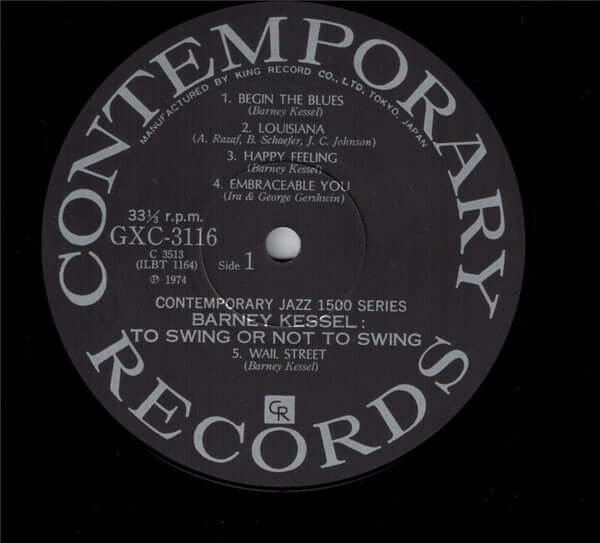 CONTEMPORARY
MANUFACTURED BY KING RECORD CO., LTD. TOKYO, JAPAN
1. BEGIN THE BLUES
(Barney Kessel)
2. LOUISIANA
(A. Razaf, B. Schaefer, J. C. Johnson)
3. HAPPY FEELING
(Barney Kessel)
4. EMBRACEABLE YOU
(Ira & George Gershwin)
33⅓ r.p.m.
GXC-3116
C 3513
(ILBT 1164)
Ⓟ 1974
Side 1
CONTEMPORARY JAZZ 1500 SERIES
BARNEY KESSEL:
TO SWING OR NOT TO SWING
5. WAIL STREET
(Barney Kessel)
CR
RECORDS